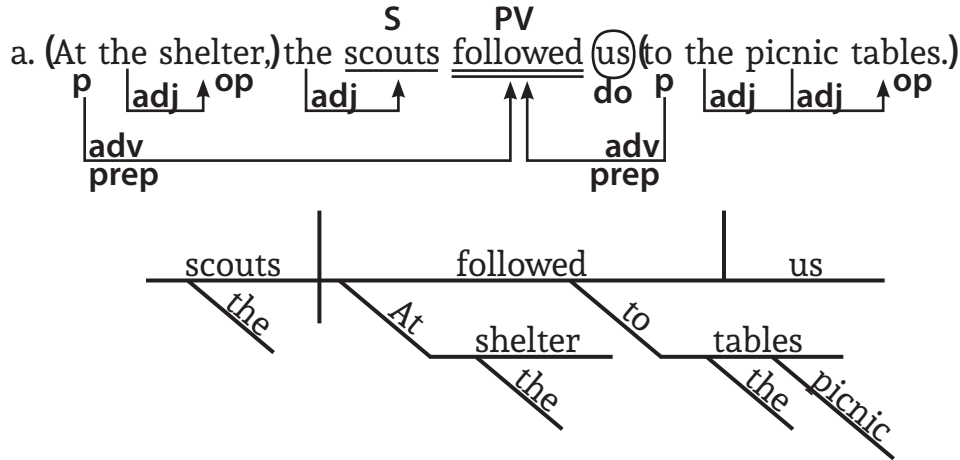 S PV
a. (At the shelter,) the scouts followed us (to the picnic tables.)
p adj op adj do p adj adj op
adv adv
prep prep
scouts followed us
the At to
shelter tables
the the picnic